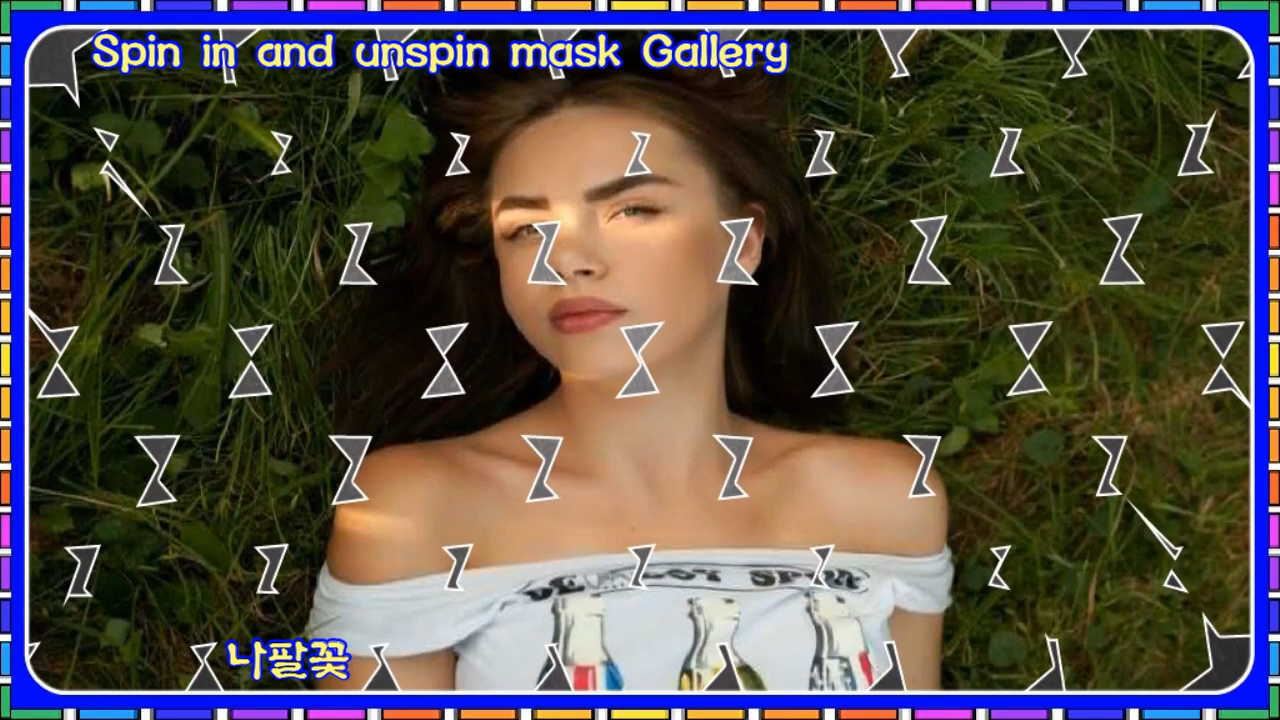 Spin in and unspin mask Gallery
나팔꽃